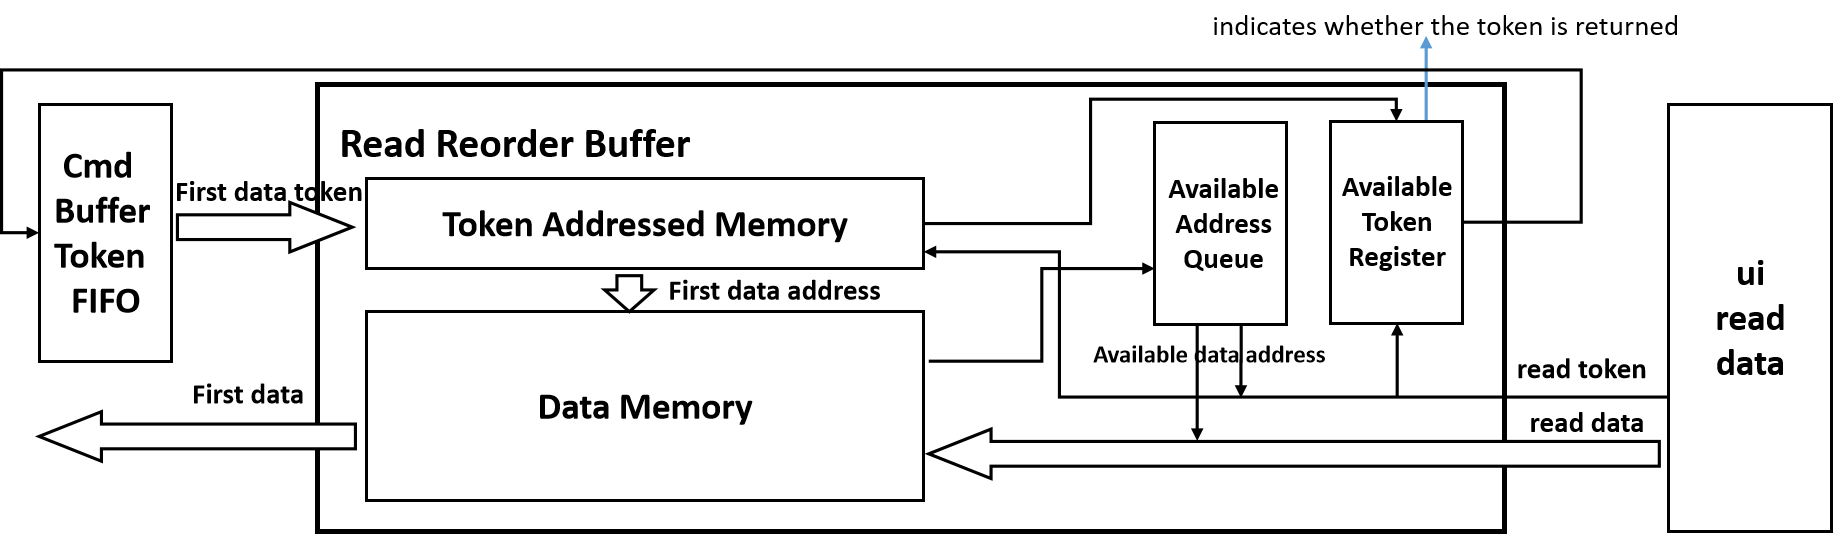 indicates whether the token is returned
Read Reorder Buffer
Cmd
Buffer
Token
FIFO
First data token
Token Addressed Memory
First data address
Data Memory
First data
Available
Address
Queue
Available
Token
Register
Available data address
read token
read data
ui
read
data